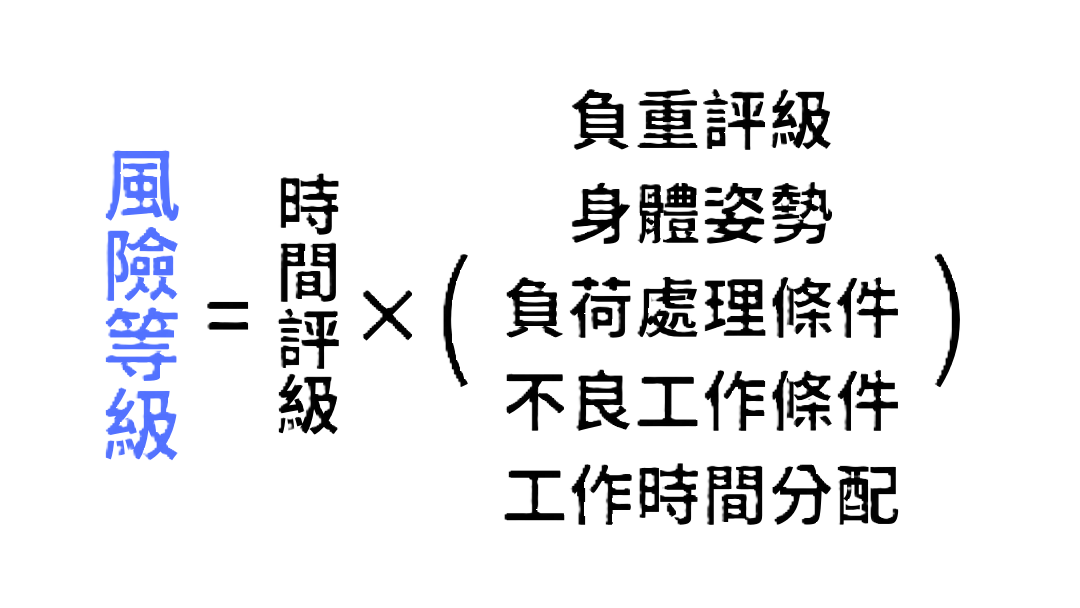 風險等級
=
時間評級
×
(
負重評級
身體姿勢
負荷處理條件
不良工作條件
工作時間分配
)